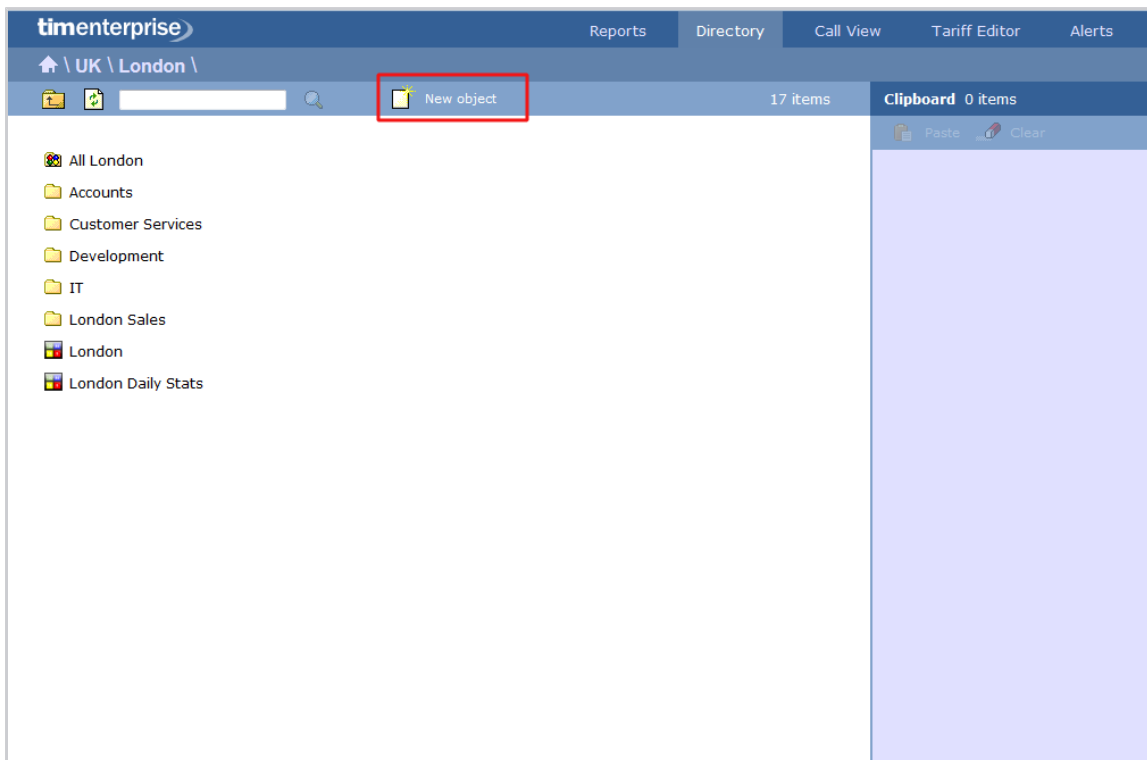 timenterprise Reports Directory Call View Tariff Editor Alerts
\ UK \ London \
New object 17 items Clipboard 0 items
Paste Clear
All London
Accounts
Customer Services
Development
IT
London Sales
London
London Daily Stats